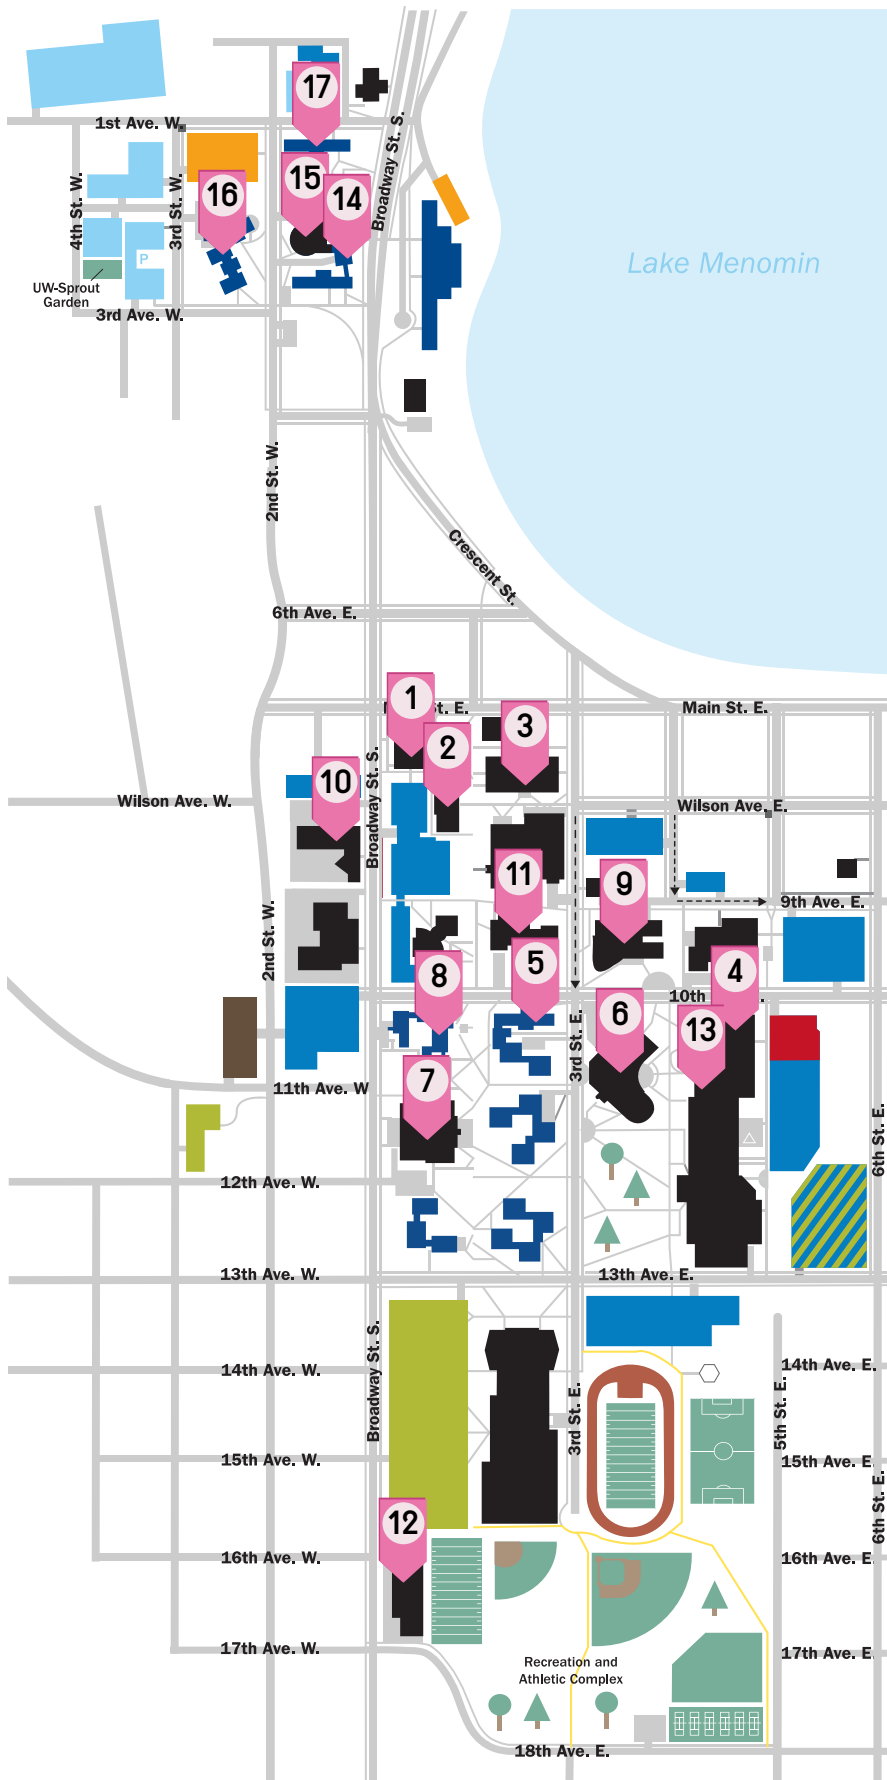 17
1st Ave. W.
Broadway St. S.
15
14
16
4th St. W.
3rd St. W.
P
Lake Menomin
UW-Sprout
Garden
3rd Ave. W.
2nd St. W.
Crescent St.
6th Ave. E.
1
St. E.
Main St. E.
3
2
10
Broadway St. S.
Wilson Ave. W.
Wilson Ave. E.
11
9
9th Ave. E.
2nd St. W.
8
5
4
10th
6
13
3rd St. E.
7
11th Ave. W
6th St. E.
12th Ave. W.
13th Ave. W.
13th Ave. E.
Broadway St. S.
14th Ave. W.
14th Ave. E.
3rd St. E.
5th St. E.
15th Ave. W.
15th Ave. E.
6th St. E.
12
16th Ave. W.
16th Ave. E.
17th Ave. W.
17th Ave. E.
Recreation and
Athletic Complex
18th Ave. E.